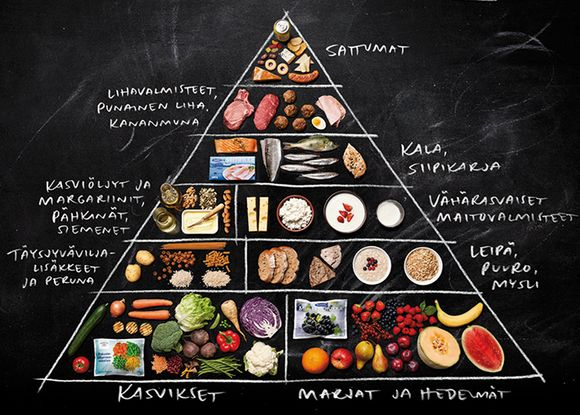 SATTUMAT
LIHAVALMISTEET,
PUNAINEN LIHA,
KANANMUNA
KALA,
SIIPIKARJA
KASVIÖLJYT JA
MARGARIINIT,
PÄHKINÄT,
SIEMENET
VÄHÄRASVAISET
MAITOVALMISTEET
TÄYSJYVÄVILJA-
LISÄKKEET
JA PERUNA
LEIPÄ,
PUURO,
MYSLI
KASVIKSET
MARJAT JA HEDELMÄT